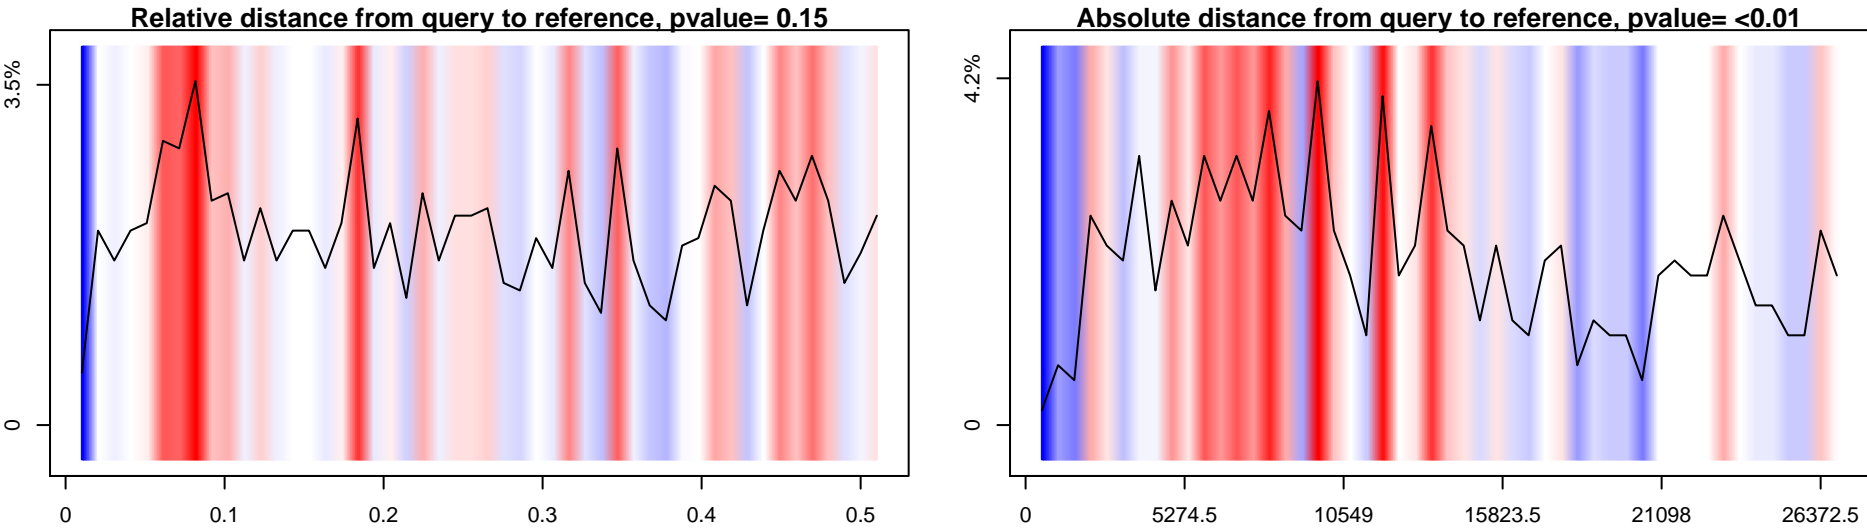 Relative distance from query to reference, pvalue= 0.15
3.5%
0
0 0.1 0.2 0.3 0.4 0.5
Absolute distance from query to reference, pvalue= <0.01
4.2%
0
0 5274.5 10549 15823.5 21098 26372.5